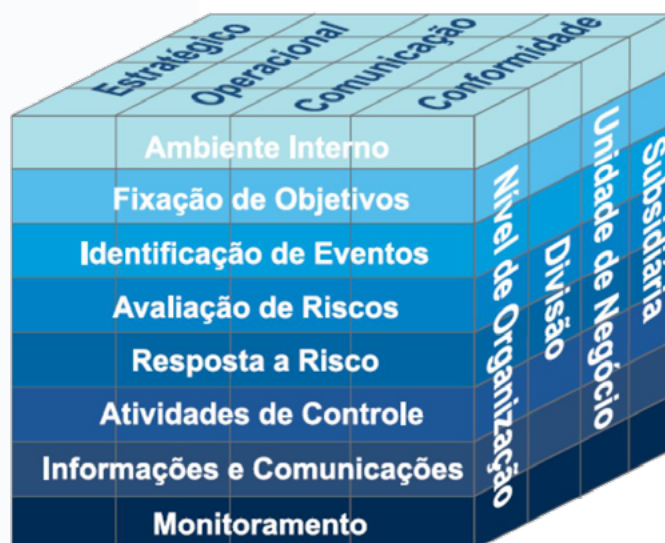 Estratégico
Operacional
Comunicação
Conformidade
Ambiente Interno
Fixação de Objetivos
Identificação de Eventos
Avaliação de Riscos
Resposta a Risco
Atividades de Controle
Informações e Comunicações
Monitoramento
Nível de Organização
Divisão
Unidade de Negócio
Subsidiaria